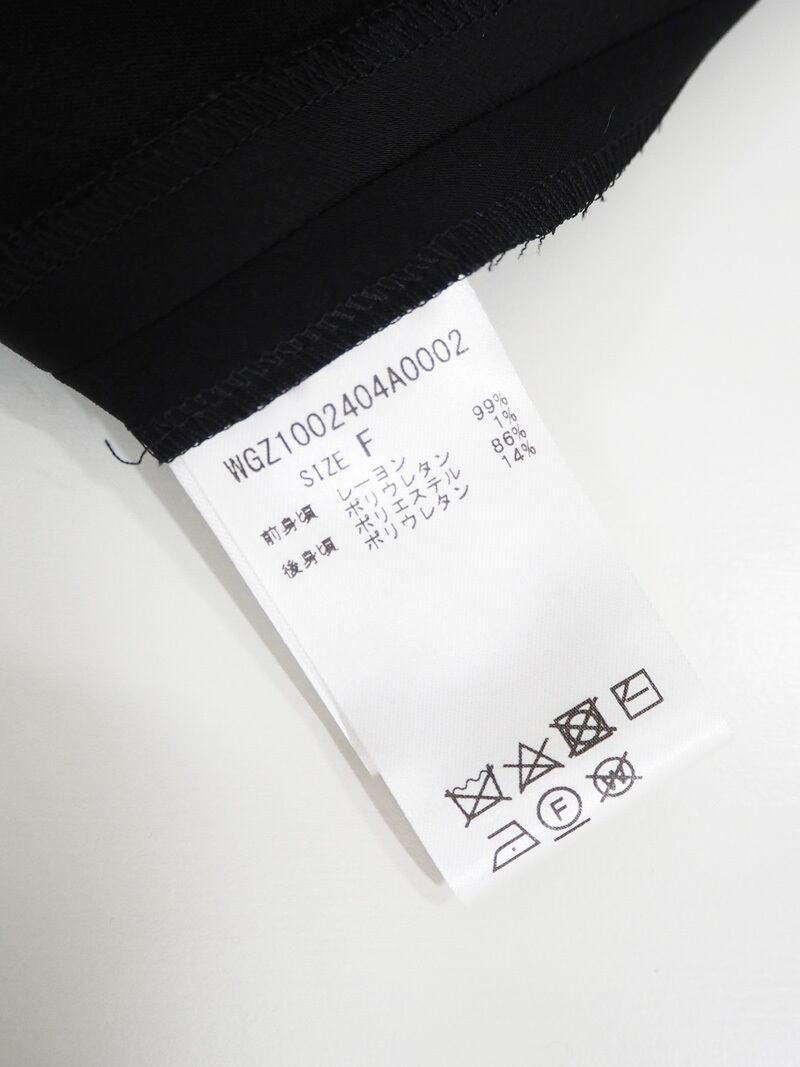 WGZ1002404A0002
SIZE F
前身頃 レーヨン 99%
ポリウレタン 1%
後身頃 ポリエステル 86%
ポリウレタン 14%
F
W